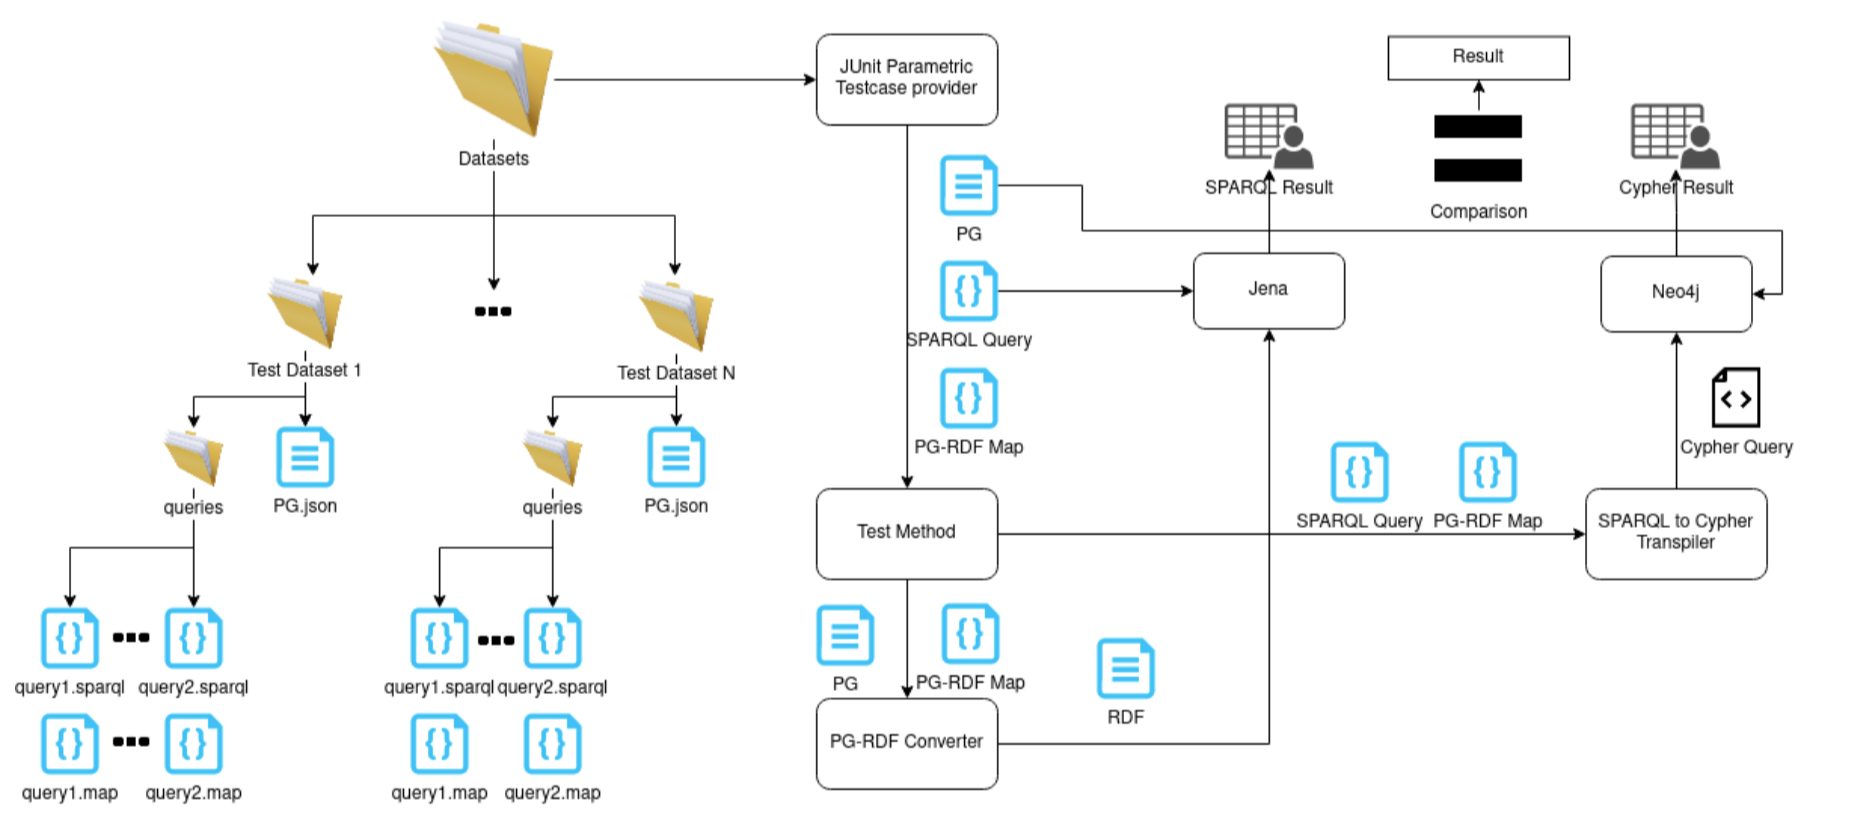 Datasets
Test Dataset 1
Test Dataset N
queries
PG.json
queries
PG.json
query1.sparql
query2.sparql
query1.sparql
query2.sparql
query1.map
query2.map
query1.map
query2.map
JUnit Parametric
Testcase provider
PG
SPARQL Query
PG-RDF Map
Test Method
PG
PG-RDF Map
PG-RDF Converter
RDF
Jena
SPARQL Result
Result
Comparison
Cypher Result
Neo4j
Cypher Query
SPARQL Query
PG-RDF Map
SPARQL to Cypher
Transpiler